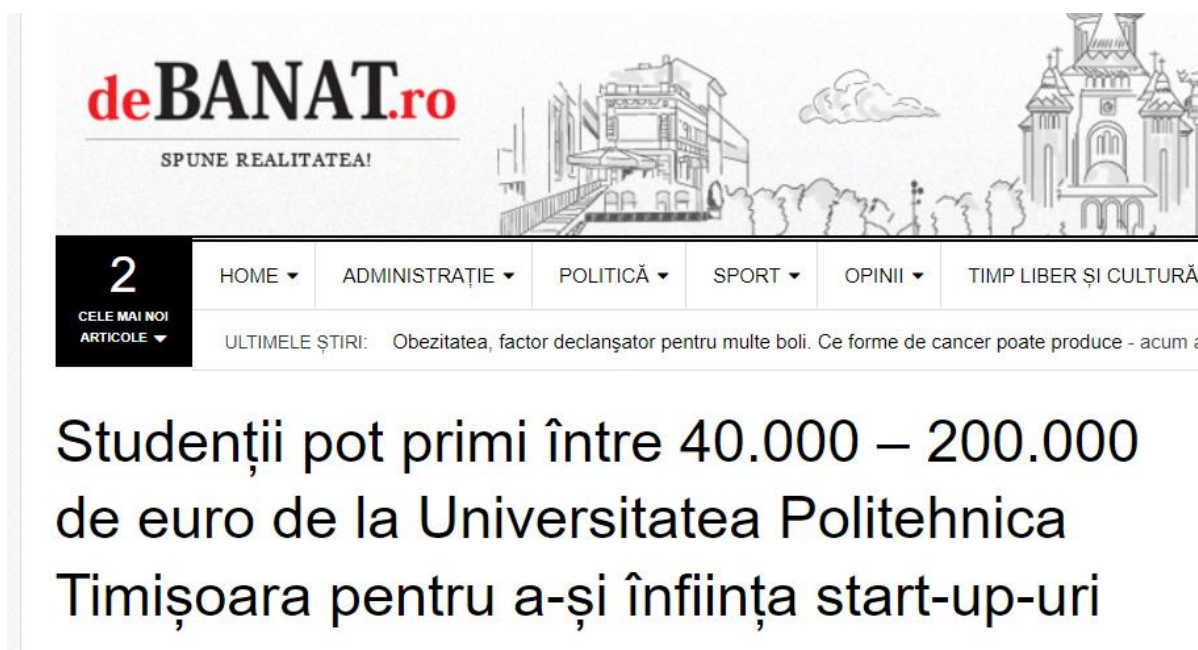 deBANAT.ro
SPUNE REALITATEA!
2
CELE MAI NOI
ARTICOLE
HOME
ADMINISTRAȚIE
POLITICĂ
SPORT
OPINII
TIMP LIBER ȘI CULTURĂ
ULTIMELE ȘTIRI: Obezitatea, factor declanşator pentru multe boli. Ce forme de cancer poate produce - acum
Studenții pot primi între 40.000 – 200.000
de euro de la Universitatea Politehnica
Timișoara pentru a-și înființa start-up-uri